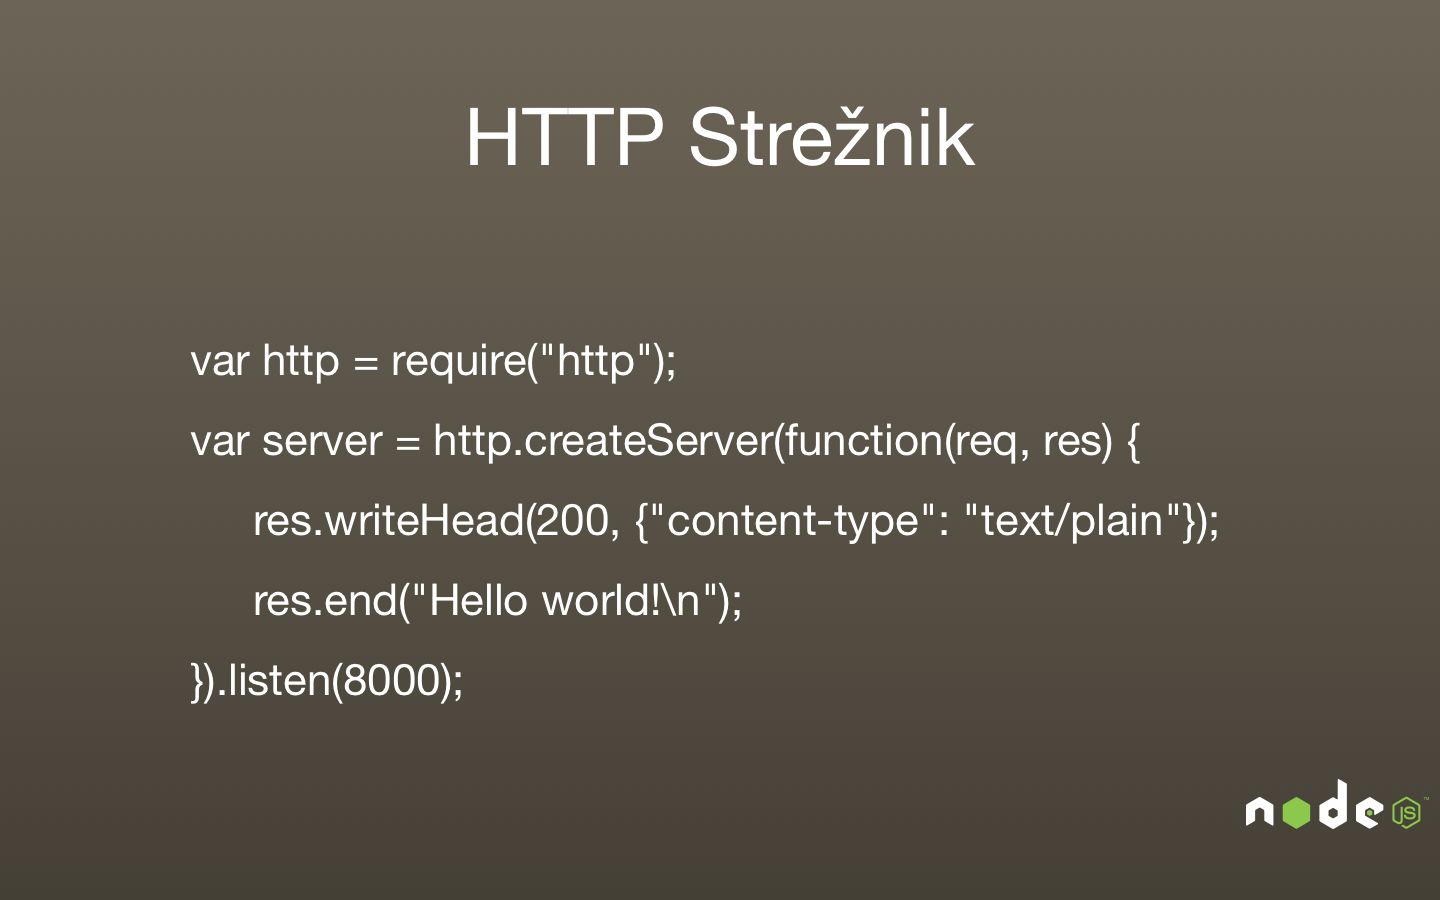 HTTP Strežnik
var http = require("http");
var server = http.createServer(function(req, res) {
res.writeHead(200, {"content-type": "text/plain"});
res.end("Hello world!\n");
}).listen(8000);
node JS™